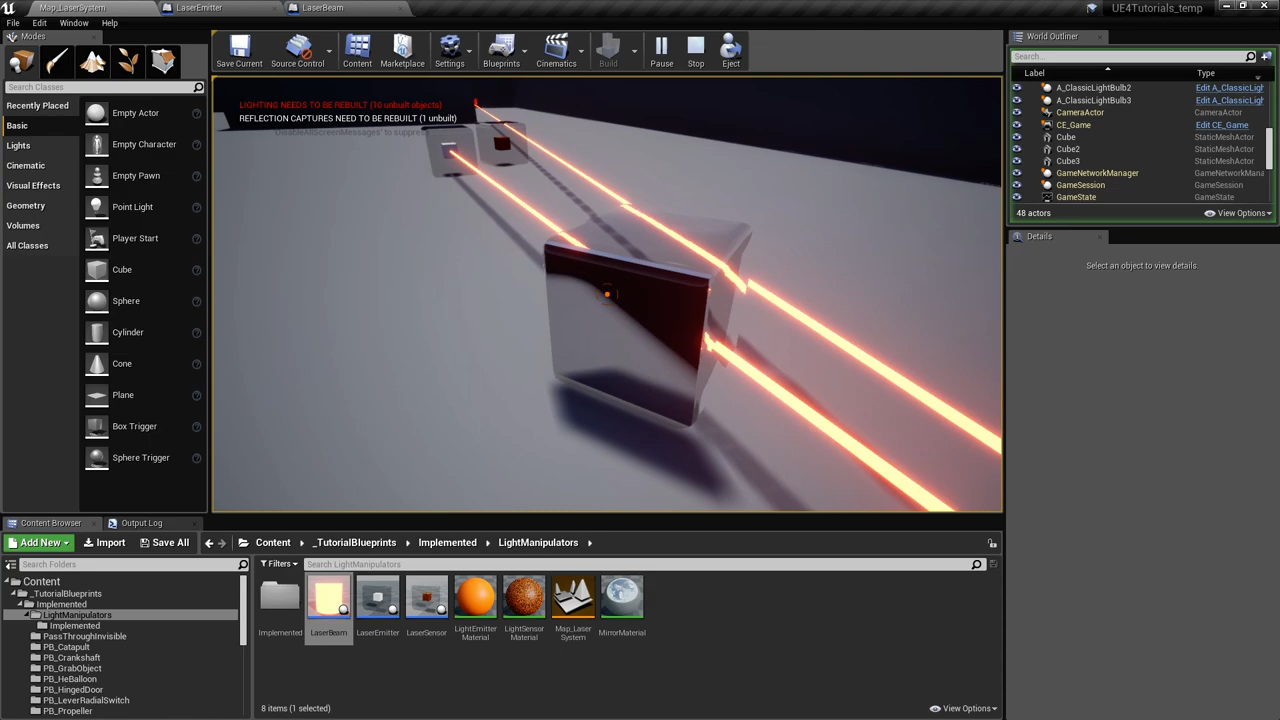 Map_LaserSystem
LaserEmitter
LaserBeam
UE4Tutorials_temp
File Edit Window Help
Modes
Search Classes
Recently Placed
Basic
Lights
Cinematic
Visual Effects
Geometry
Volumes
All Classes
Empty Actor
Empty Character
Empty Pawn
Point Light
Player Start
Cube
Sphere
Cylinder
Cone
Plane
Box Trigger
Sphere Trigger
Save Current
Source Control
Content
Marketplace
Settings
Blueprints
Cinematics
Build
Pause
Stop
Eject
LIGHTING NEEDS TO BE REBUILT (10 unbuilt objects)
REFLECTION CAPTURES NEED TO BE REBUILT (1 unbuilt)
'DisableAllScreenMessages' to suppress
World Outliner
Search...
Label Type
A_ClassicLightBulb2 Edit A_ClassicLigh
A_ClassicLightBulb3 Edit A_ClassicLigh
CameraActor CameraActor
CE_Game Edit CE_Game
Cube StaticMeshActor
Cube2 StaticMeshActor
Cube3 StaticMeshActor
GameNetworkManager GameNetworkMana
GameSession GameSession
GameState GameState
48 actors
View Options
Details
Select an object to view details.
Content Browser
Output Log
Add New
Import
Save All
Content
_TutorialBlueprints
Implemented
LightManipulators
Search Folders
Content
_TutorialBlueprints
Implemented
LightManipulators
Implemented
PassThroughInvisible
PB_Catapult
PB_Crankshaft
PB_GrabObject
PB_HeBalloon
PB_HingedDoor
PB_LeverRadialSwitch
PB_Propeller
Filters
Search LightManipulators
Implemented
LaserBeam
LaserEmitter
LaserSensor
LightEmitter
Material
LightSensor
Material
Map_Laser
System
MirrorMaterial
8 items (1 selected)
View Options